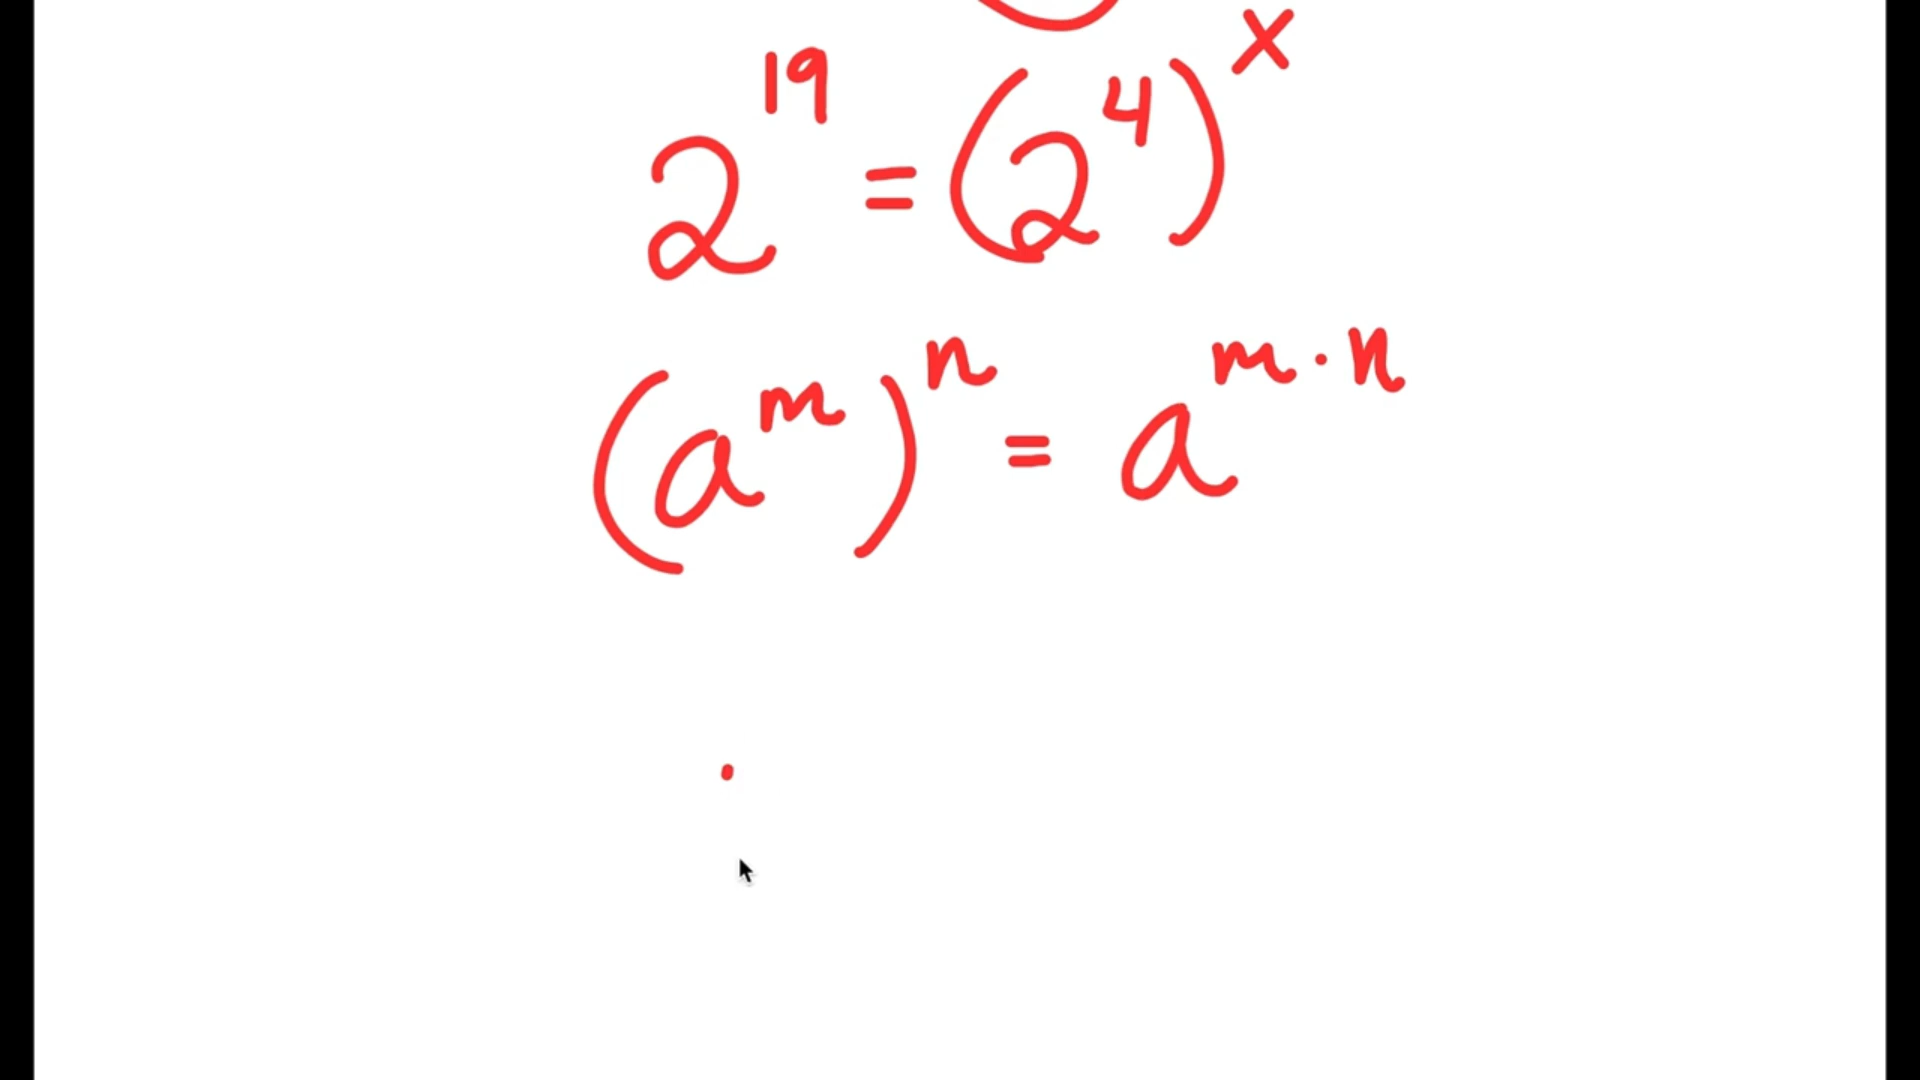 2^19 = (2^4)^x
(a^m)^n = a^m·n